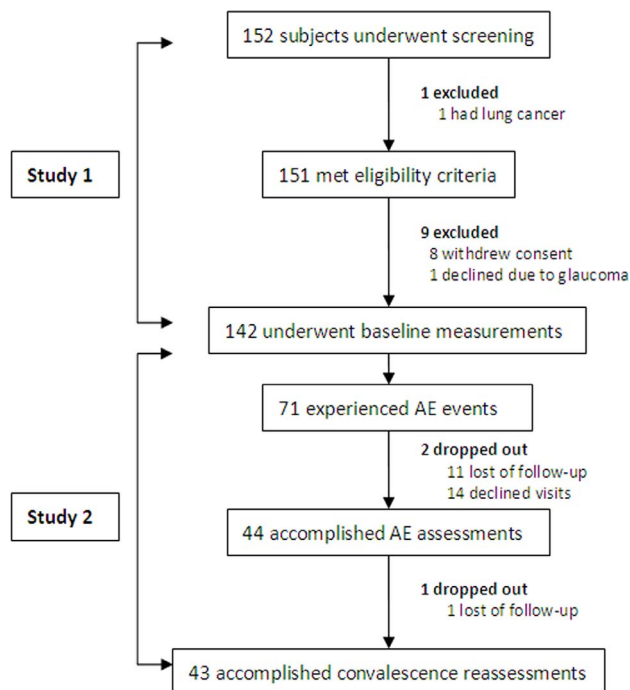 152 subjects underwent screening
1 excluded
1 had lung cancer
Study 1
151 met eligibility criteria
9 excluded
8 withdrew consent
1 declined due to glaucoma
142 underwent baseline measurements
71 experienced AE events
2 dropped out
11 lost of follow-up
14 declined visits
Study 2
44 accomplished AE assessments
1 dropped out
1 lost of follow-up
43 accomplished convalescence reassessments